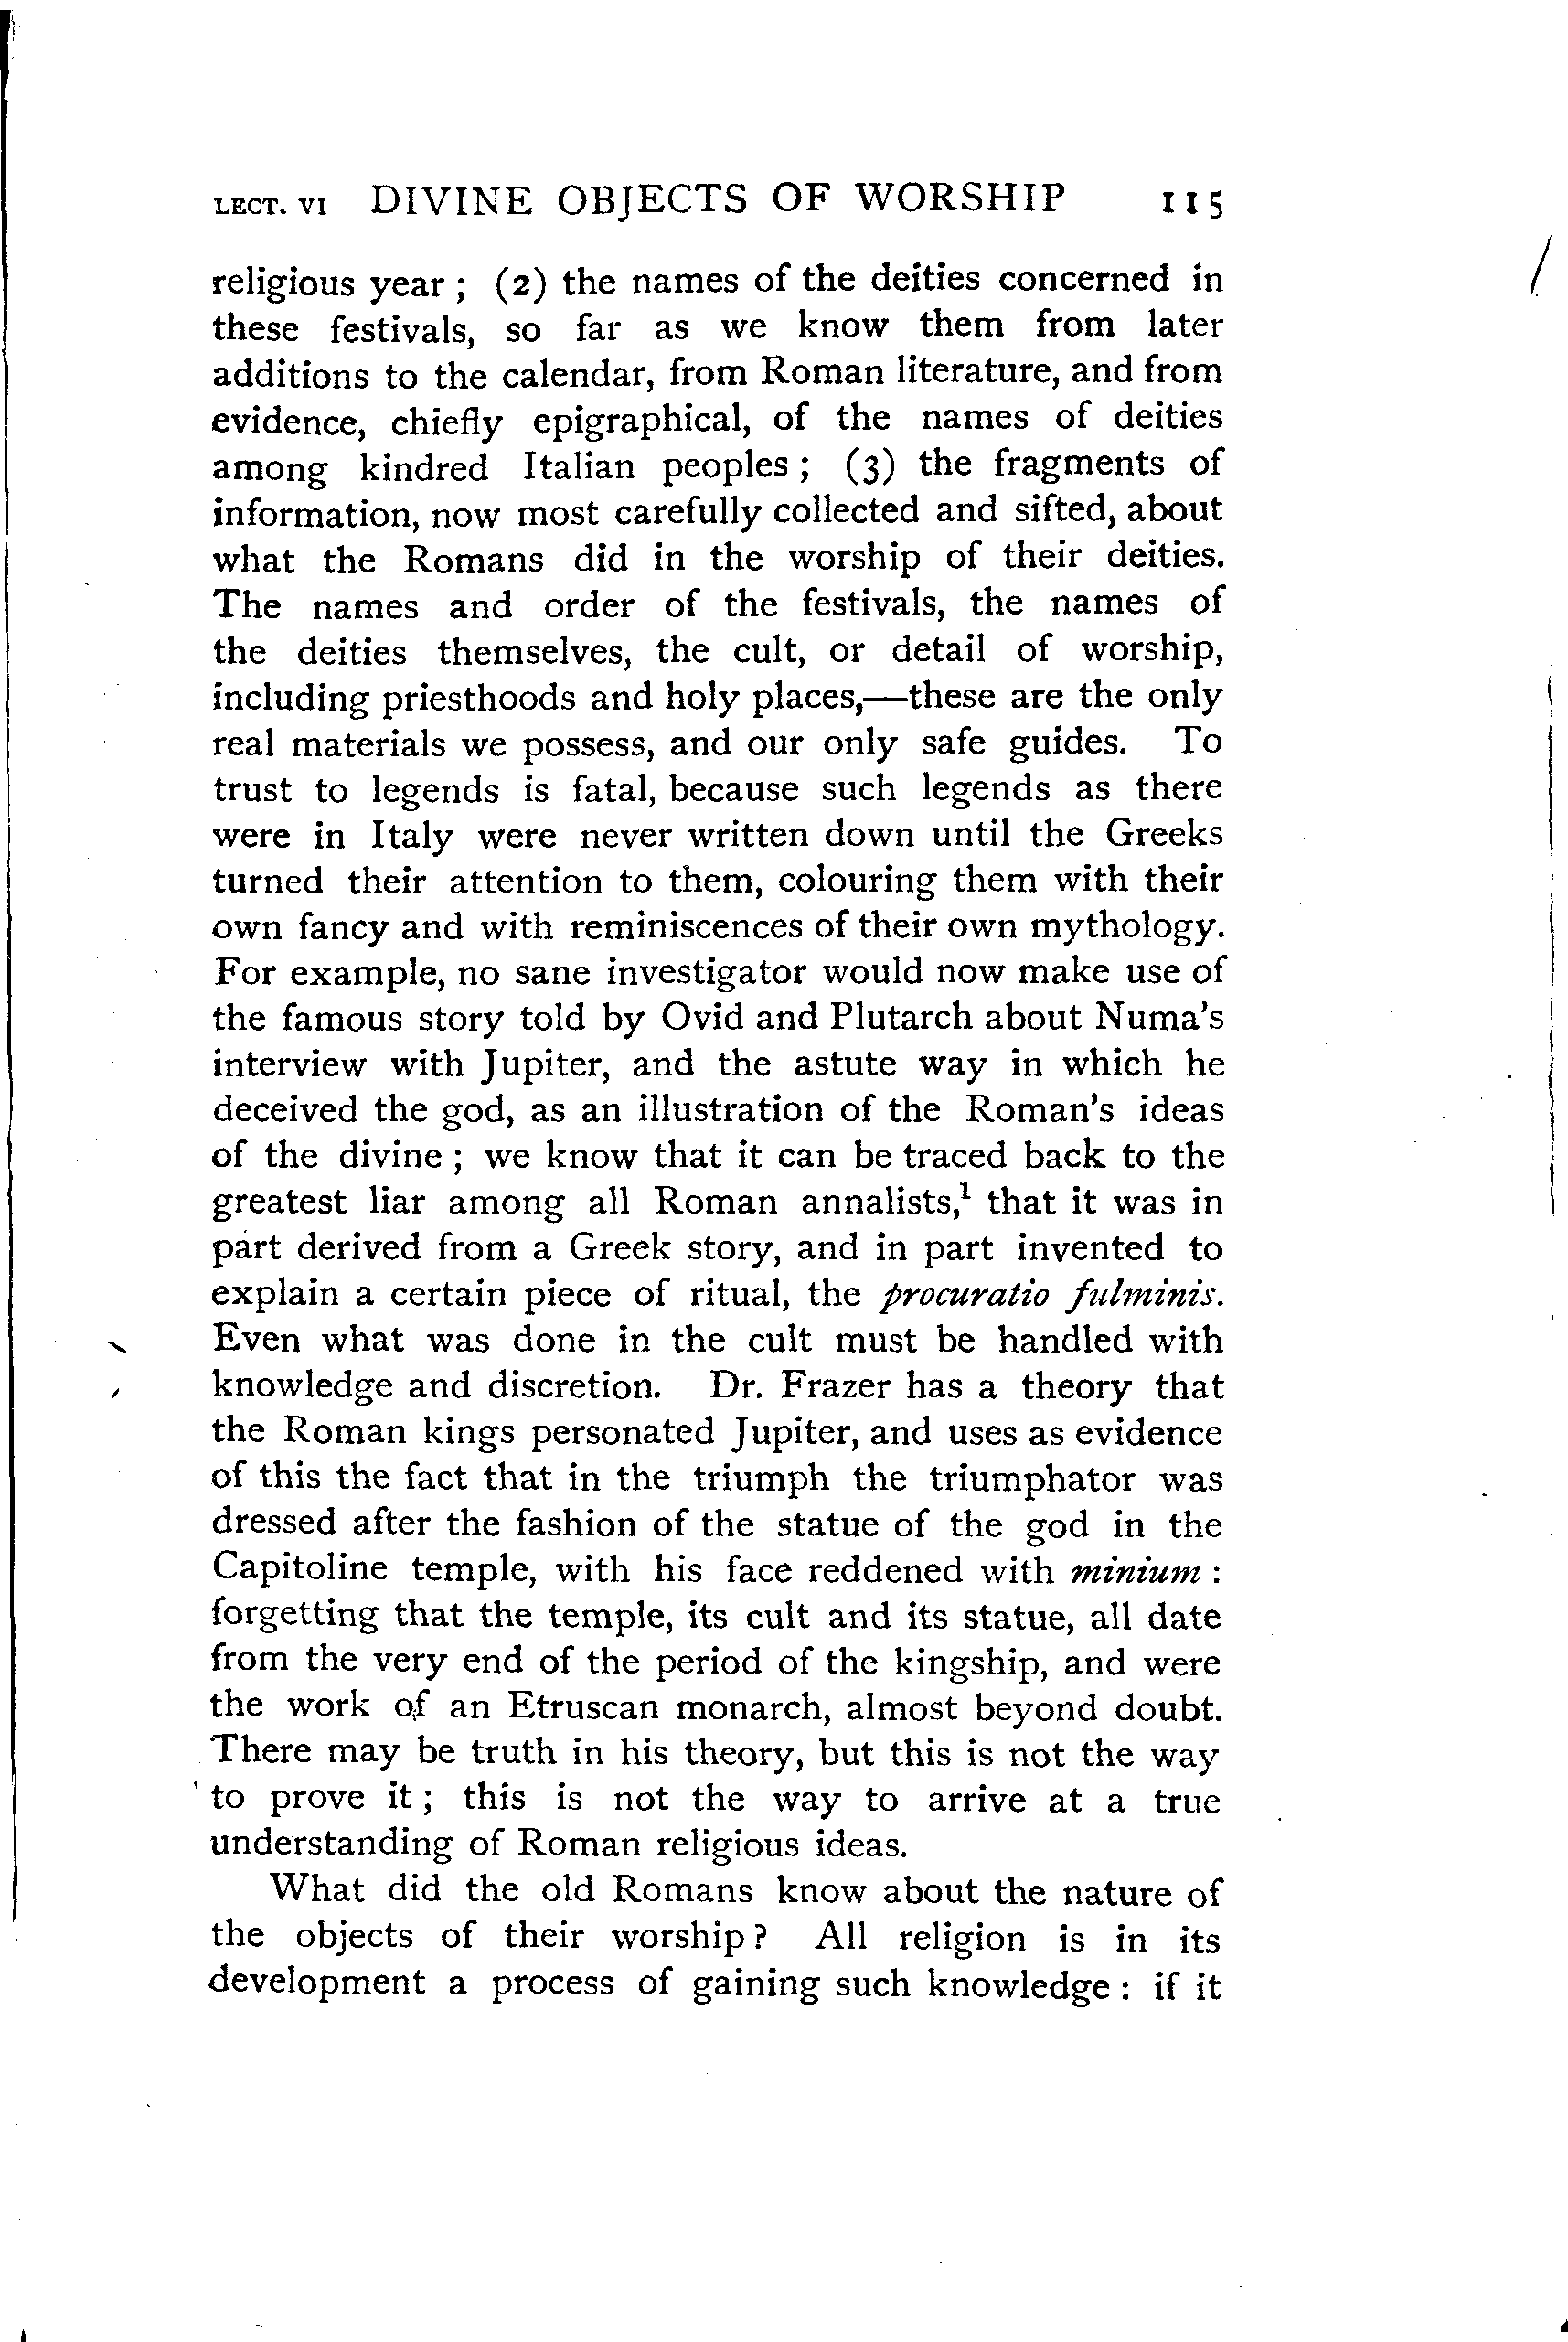 LECT. VI DIVINE OBJECTS OF WORSHIP 115
religious year ; (2) the names of the deities concerned in
these festivals, so far as we know them from later
additions to the calendar, from Roman literature, and from
evidence, chiefly epigraphical, of the names of deities
among kindred Italian peoples ; (3) the fragments of
information, now most carefully collected and sifted, about
what the Romans did in the worship of their deities.
The names and order of the festivals, the names of
the deities themselves, the cult, or detail of worship,
including priesthoods and holy places,—these are the only
real materials we possess, and our only safe guides. To
trust to legends is fatal, because such legends as there
were in Italy were never written down until the Greeks
turned their attention to them, colouring them with their
own fancy and with reminiscences of their own mythology.
For example, no sane investigator would now make use of
the famous story told by Ovid and Plutarch about Numa's
interview with Jupiter, and the astute way in which he
deceived the god, as an illustration of the Roman's ideas
of the divine ; we know that it can be traced back to the
greatest liar among all Roman annalists,¹ that it was in
part derived from a Greek story, and in part invented to
explain a certain piece of ritual, the procuratio fulminis.
Even what was done in the cult must be handled with
knowledge and discretion. Dr. Frazer has a theory that
the Roman kings personated Jupiter, and uses as evidence
of this the fact that in the triumph the triumphator was
dressed after the fashion of the statue of the god in the
Capitoline temple, with his face reddened with minium :
forgetting that the temple, its cult and its statue, all date
from the very end of the period of the kingship, and were
the work of an Etruscan monarch, almost beyond doubt.
There may be truth in his theory, but this is not the way
to prove it ; this is not the way to arrive at a true
understanding of Roman religious ideas.
What did the old Romans know about the nature of
the objects of their worship ? All religion is in its
development a process of gaining such knowledge : if it